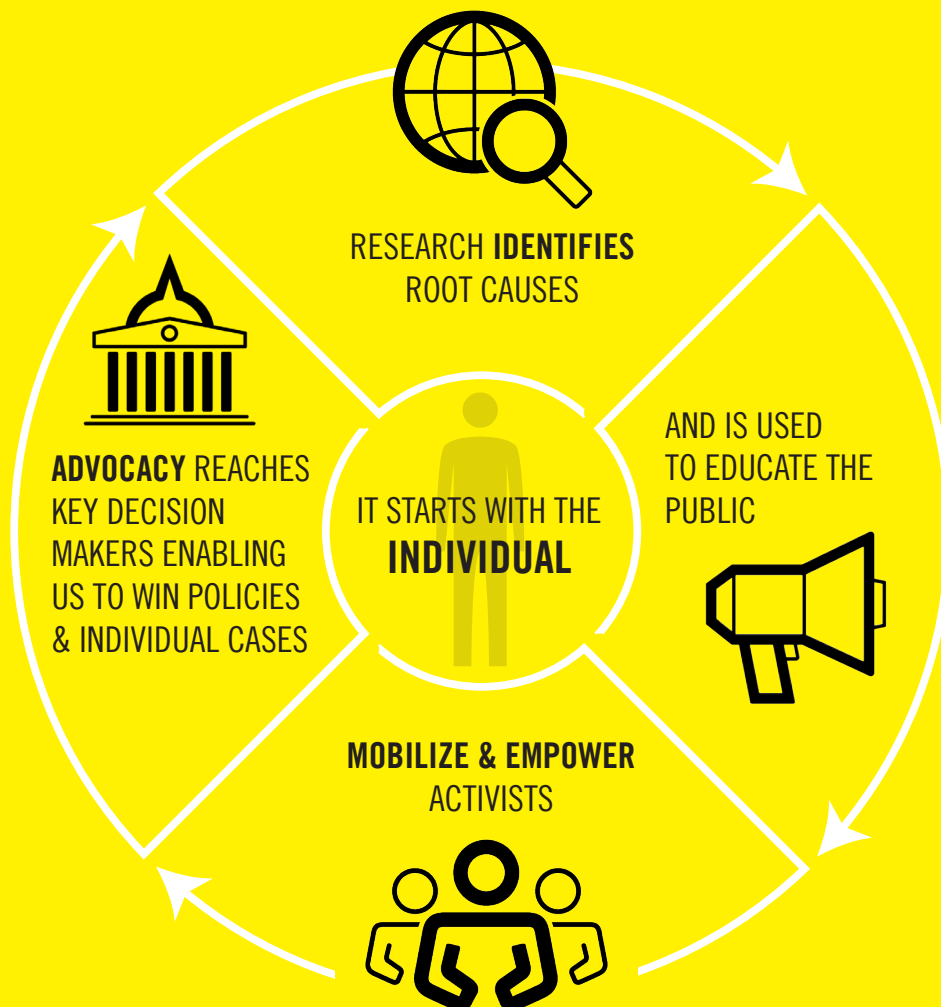 RESEARCH IDENTIFIES
ROOT CAUSES
AND IS USED
TO EDUCATE THE
PUBLIC
MOBILIZE & EMPOWER
ACTIVISTS
ADVOCACY REACHES
KEY DECISION
MAKERS ENABLING
US TO WIN POLICIES
& INDIVIDUAL CASES
IT STARTS WITH THE
INDIVIDUAL